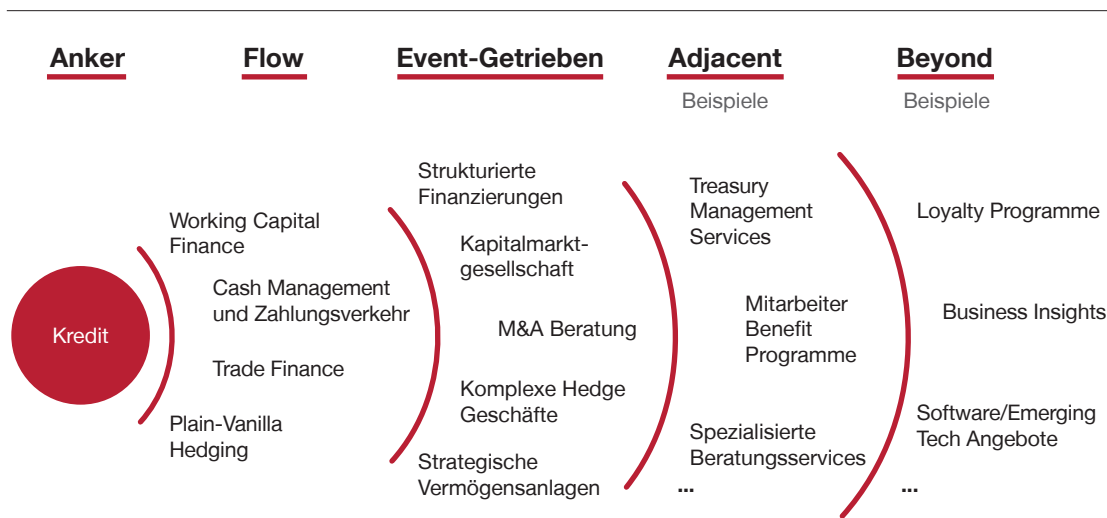 Anker
Flow
Event-Getrieben
Adjacent
Beyond
Beispiele
Beispiele
Kredit
Working Capital
Finance
Cash Management
und Zahlungsverkehr
Trade Finance
Plain-Vanilla
Hedging
Strukturierte
Finanzierungen
Kapitalmarkt-
gesellschaft
M&A Beratung
Komplexe Hedge
Geschäfte
Strategische
Vermögensanlagen
Treasury
Management
Services
Mitarbeiter
Benefit
Programme
Spezialisierte
Beratungsservices
...
Loyalty Programme
Business Insights
Software/Emerging
Tech Angebote
...